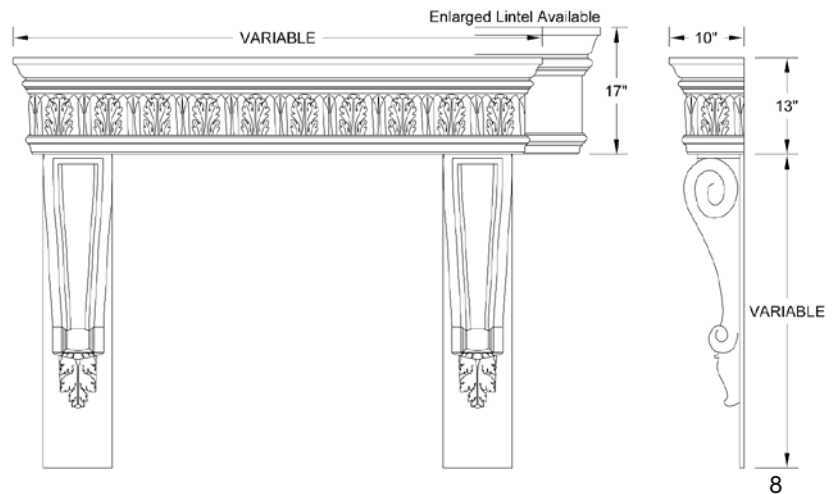 Enlarged Lintel Available
VARIABLE
10"
17"
13"
VARIABLE
8